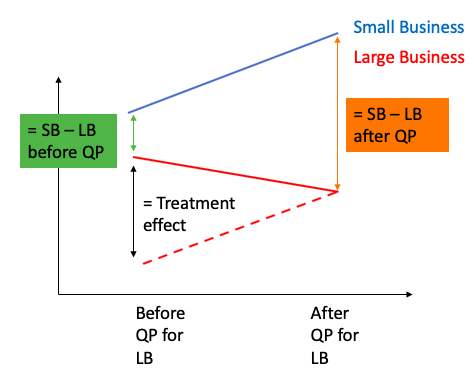 Small Business
Large Business
= SB – LB
before QP
= SB – LB
after QP
= Treatment
effect
Before
QP for
LB
After
QP for
LB